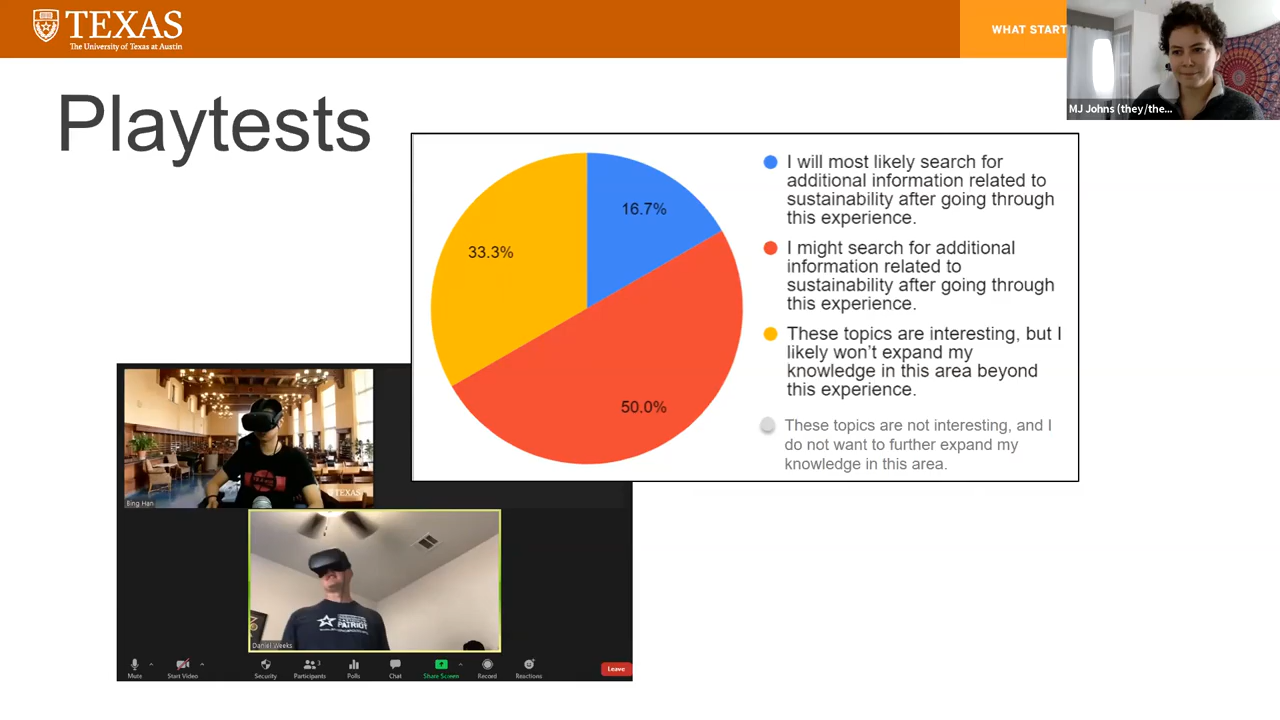 TEXAS
The University of Texas at Austin
WHAT START
MJ Johns (they/the...
Playtests
16.7%
33.3%
50.0%
I will most likely search for
additional information related to
sustainability after going through
this experience.
I might search for additional
information related to
sustainability after going through
this experience.
These topics are interesting, but I
likely won't expand my
knowledge in this area beyond
this experience.
These topics are not interesting, and I
do not want to further expand my
knowledge in this area.
TEXAS
Bing Han
PATRIOT
Daniel Weeks
Mute
Start Video
Security
Participants
3
Polls
Chat
Share Screen
Record
Reactions
Leave